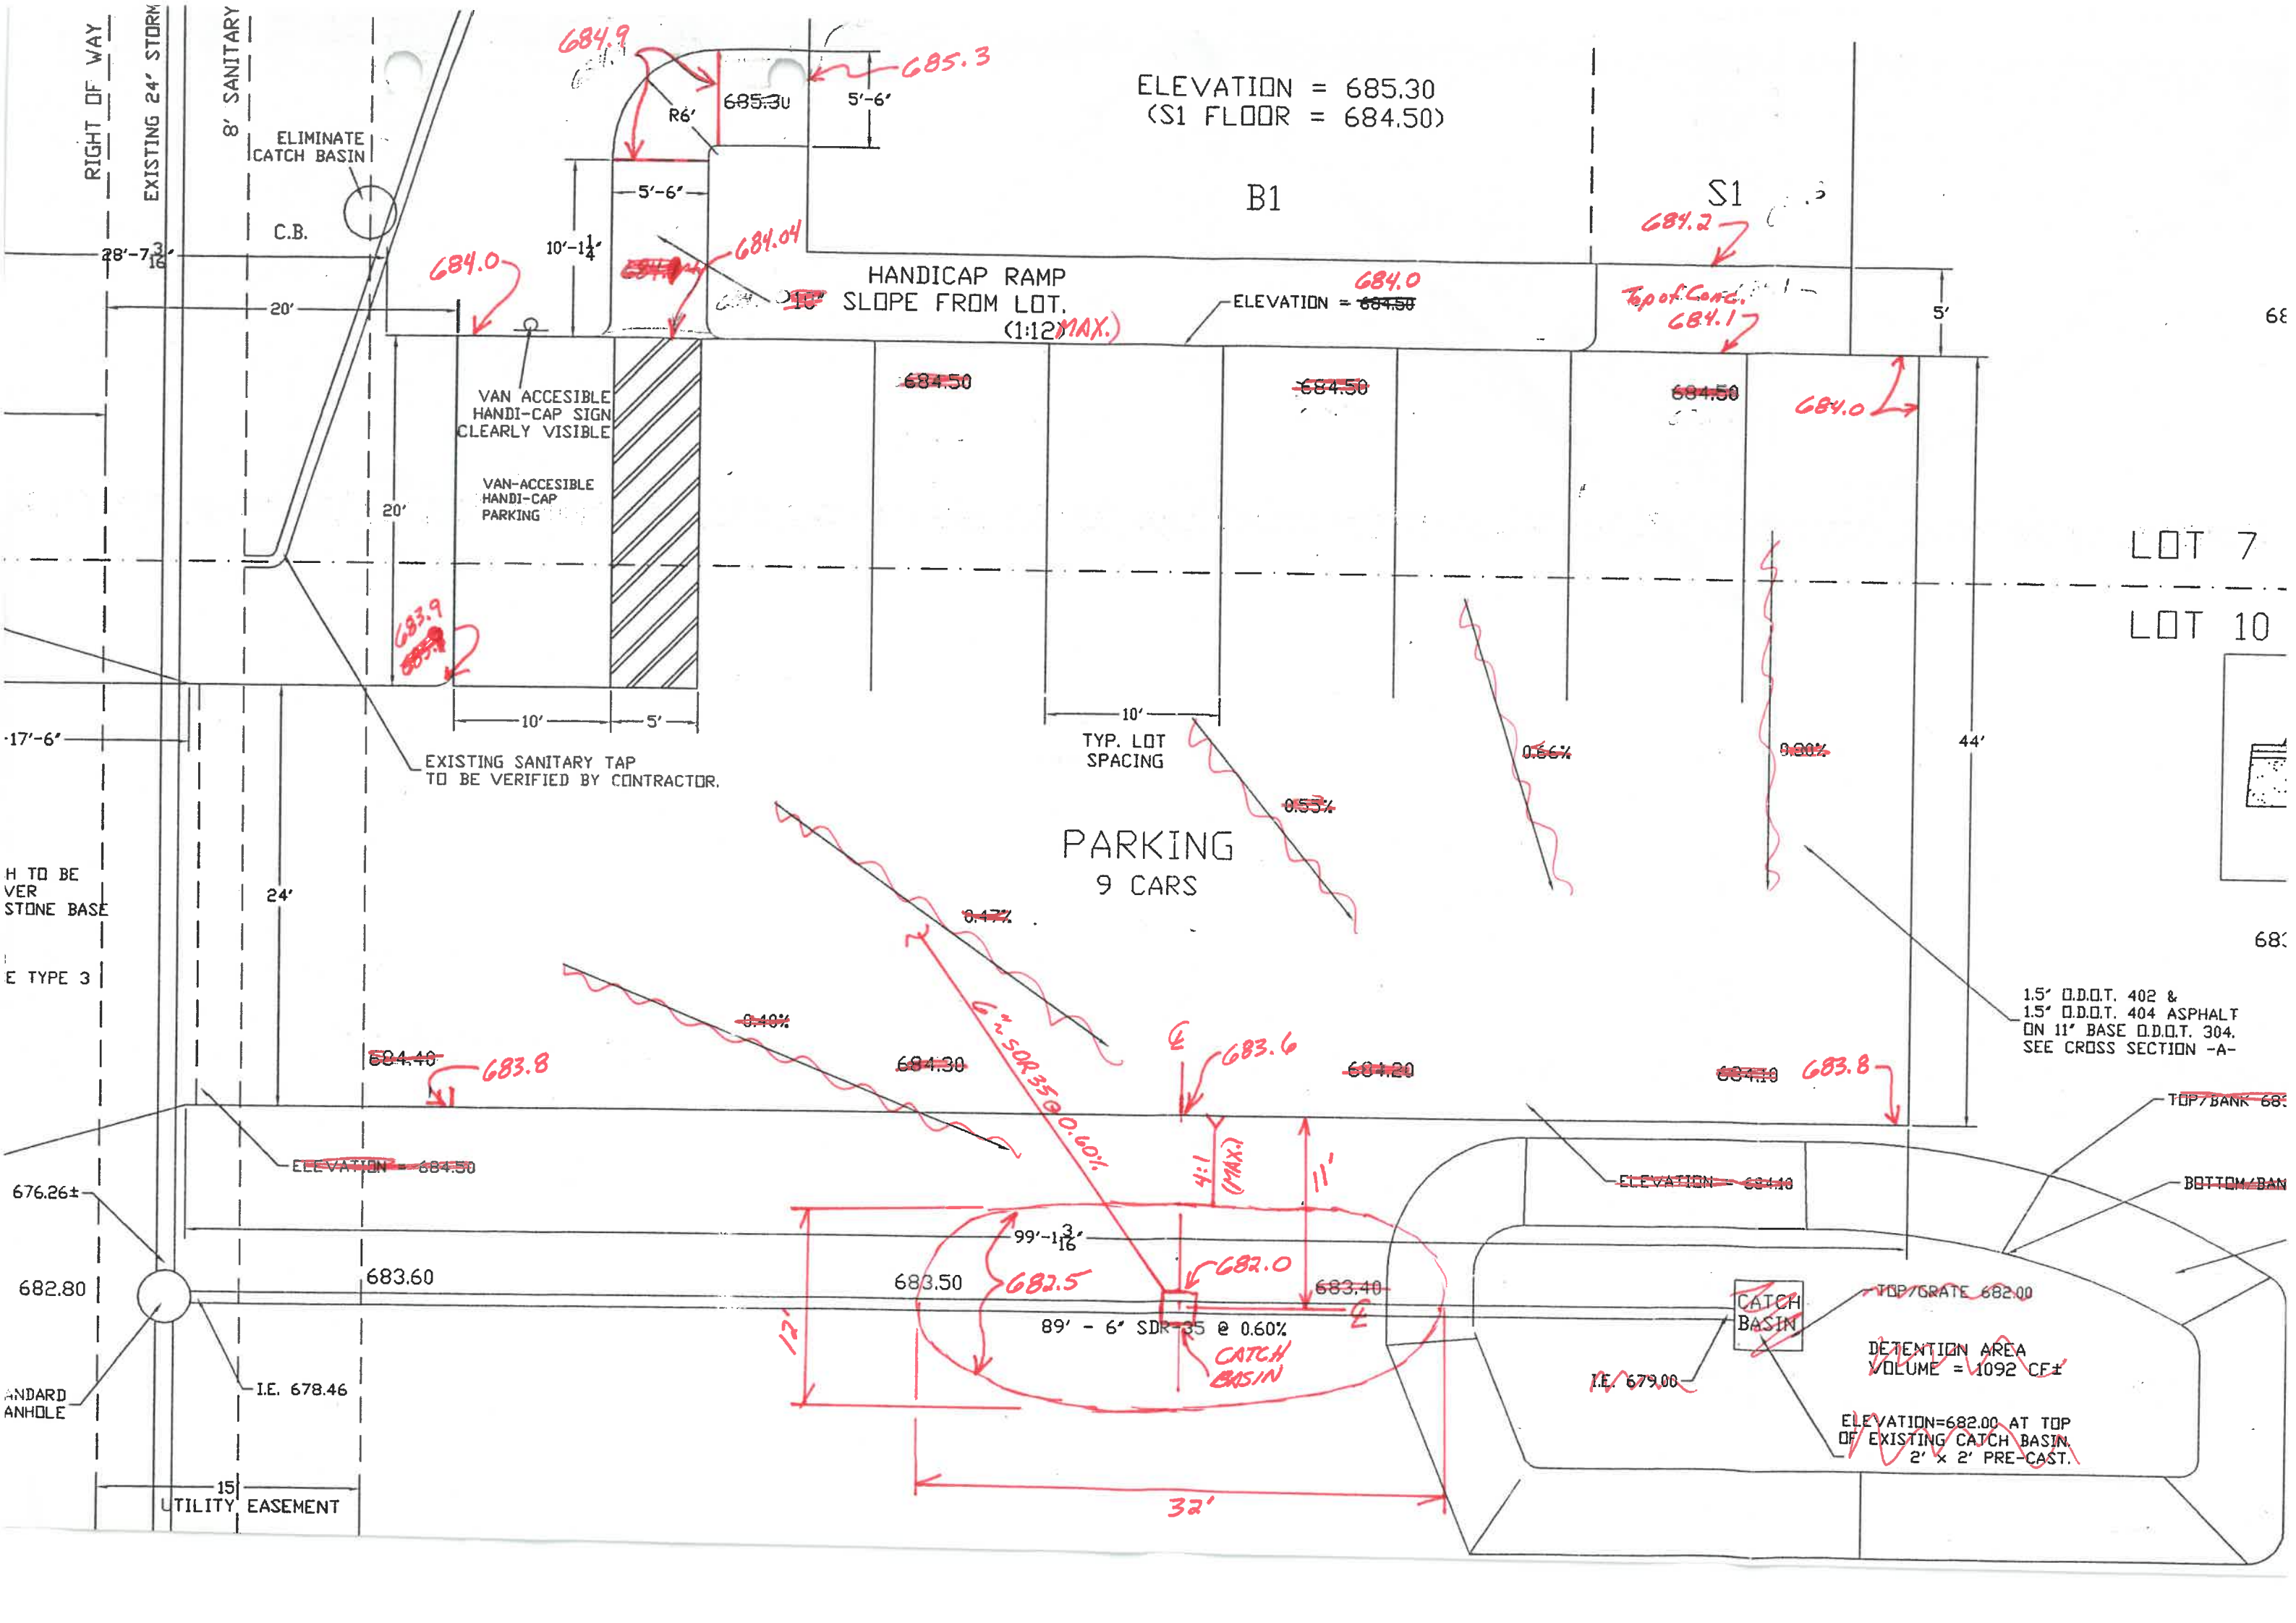 RIGHT OF WAY
EXISTING 24" STORM
8" SANITARY
ELIMINATE
CATCH BASIN
C.B.
28'-7 3/16"
20'
684.9
685.3
685.30
R6'
5'-6"
5'-6"
10'-1 1/4"
684.0
684.04
10"
HANDICAP RAMP
SLOPE FROM LOT.
(1:12) MAX.)
ELEVATION = 685.30
(S1 FLOOR = 684.50)
B1
S1
684.2
684.0
ELEVATION = 684.50
Top of Conc.
684.1
5'
VAN ACCESIBLE
HANDI-CAP SIGN
CLEARLY VISIBLE
684.50
684.50
684.50
684.0
VAN-ACCESIBLE
HANDI-CAP
PARKING
20'
LOT 7
LOT 10
683.9
10'
5'
10'
TYP. LOT
SPACING
17'-6"
EXISTING SANITARY TAP
TO BE VERIFIED BY CONTRACTOR.
0.66%
0.80%
44'
0.55%
PARKING
9 CARS
H TO BE
VER
STONE BASE
24'
0.47%
E TYPE 3
6" ~ SDR35@0.60%
1.5" O.D.O.T. 402 &
1.5" O.D.O.T. 404 ASPHALT
ON 11" BASE O.D.O.T. 304.
SEE CROSS SECTION -A-
0.40%
684.40
683.8
684.30
℄
683.6
684.20
684.10
683.8
TOP/BANK 68
ELEVATION = 684.50
4:1
(MAX.)
11'
ELEVATION = 684.10
BOTTOM/BAN
676.26±
99'-1 3/16"
682.80
683.60
683.50
682.5
682.0
683.40
℄
12'
89' - 6" SDR-35 @ 0.60%
CATCH
BASIN
CATCH
BASIN
TOP/GRATE 682.00
DETENTION AREA
VOLUME = 1092 CF±
I.E. 679.00
ANDARD
ANHOLE
I.E. 678.46
ELEVATION=682.00 AT TOP
OF EXISTING CATCH BASIN.
2' x 2' PRE-CAST.
15'
UTILITY EASEMENT
32'